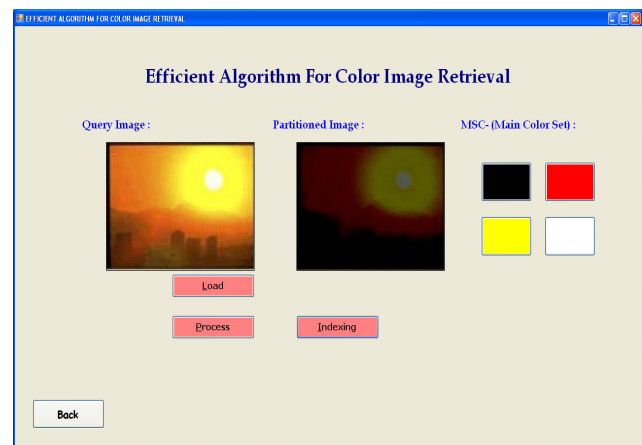 EFFICIENT ALGORITHM FOR COLOR IMAGE RETRIEVAL
Efficient Algorithm For Color Image Retrieval
Query Image :
Partitioned Image :
MSC- (Main Color Set) :
Load
Process
Indexing
Back